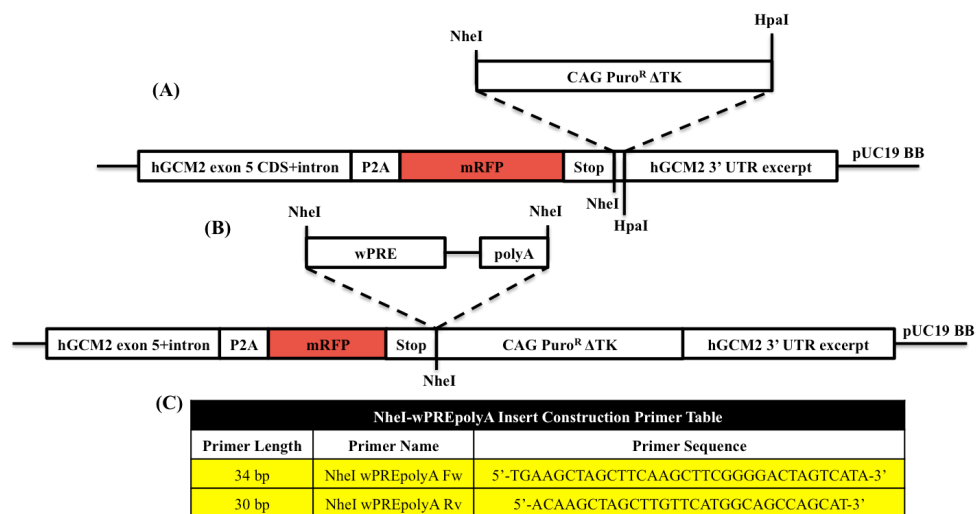 NheI
HpaI
CAG Puroᴿ ΔTK
(A)
hGCM2 exon 5 CDS+intron P2A mRFP Stop hGCM2 3’ UTR excerpt pUC19 BB
NheI
HpaI
(B)
NheI NheI
wPRE polyA
hGCM2 exon 5+intron P2A mRFP Stop CAG Puroᴿ ΔTK hGCM2 3’ UTR excerpt pUC19 BB
NheI
(C)
NheI-wPREpolyA Insert Construction Primer Table
Primer Length Primer Name Primer Sequence
34 bp NheI wPREpolyA Fw 5’-TGAAGCTAGCTTCAAGCTTCGGGGACTAGTCATA-3’
30 bp NheI wPREpolyA Rv 5’-ACAAGCTAGCTTGTTCATGGCAGCCAGCAT-3’